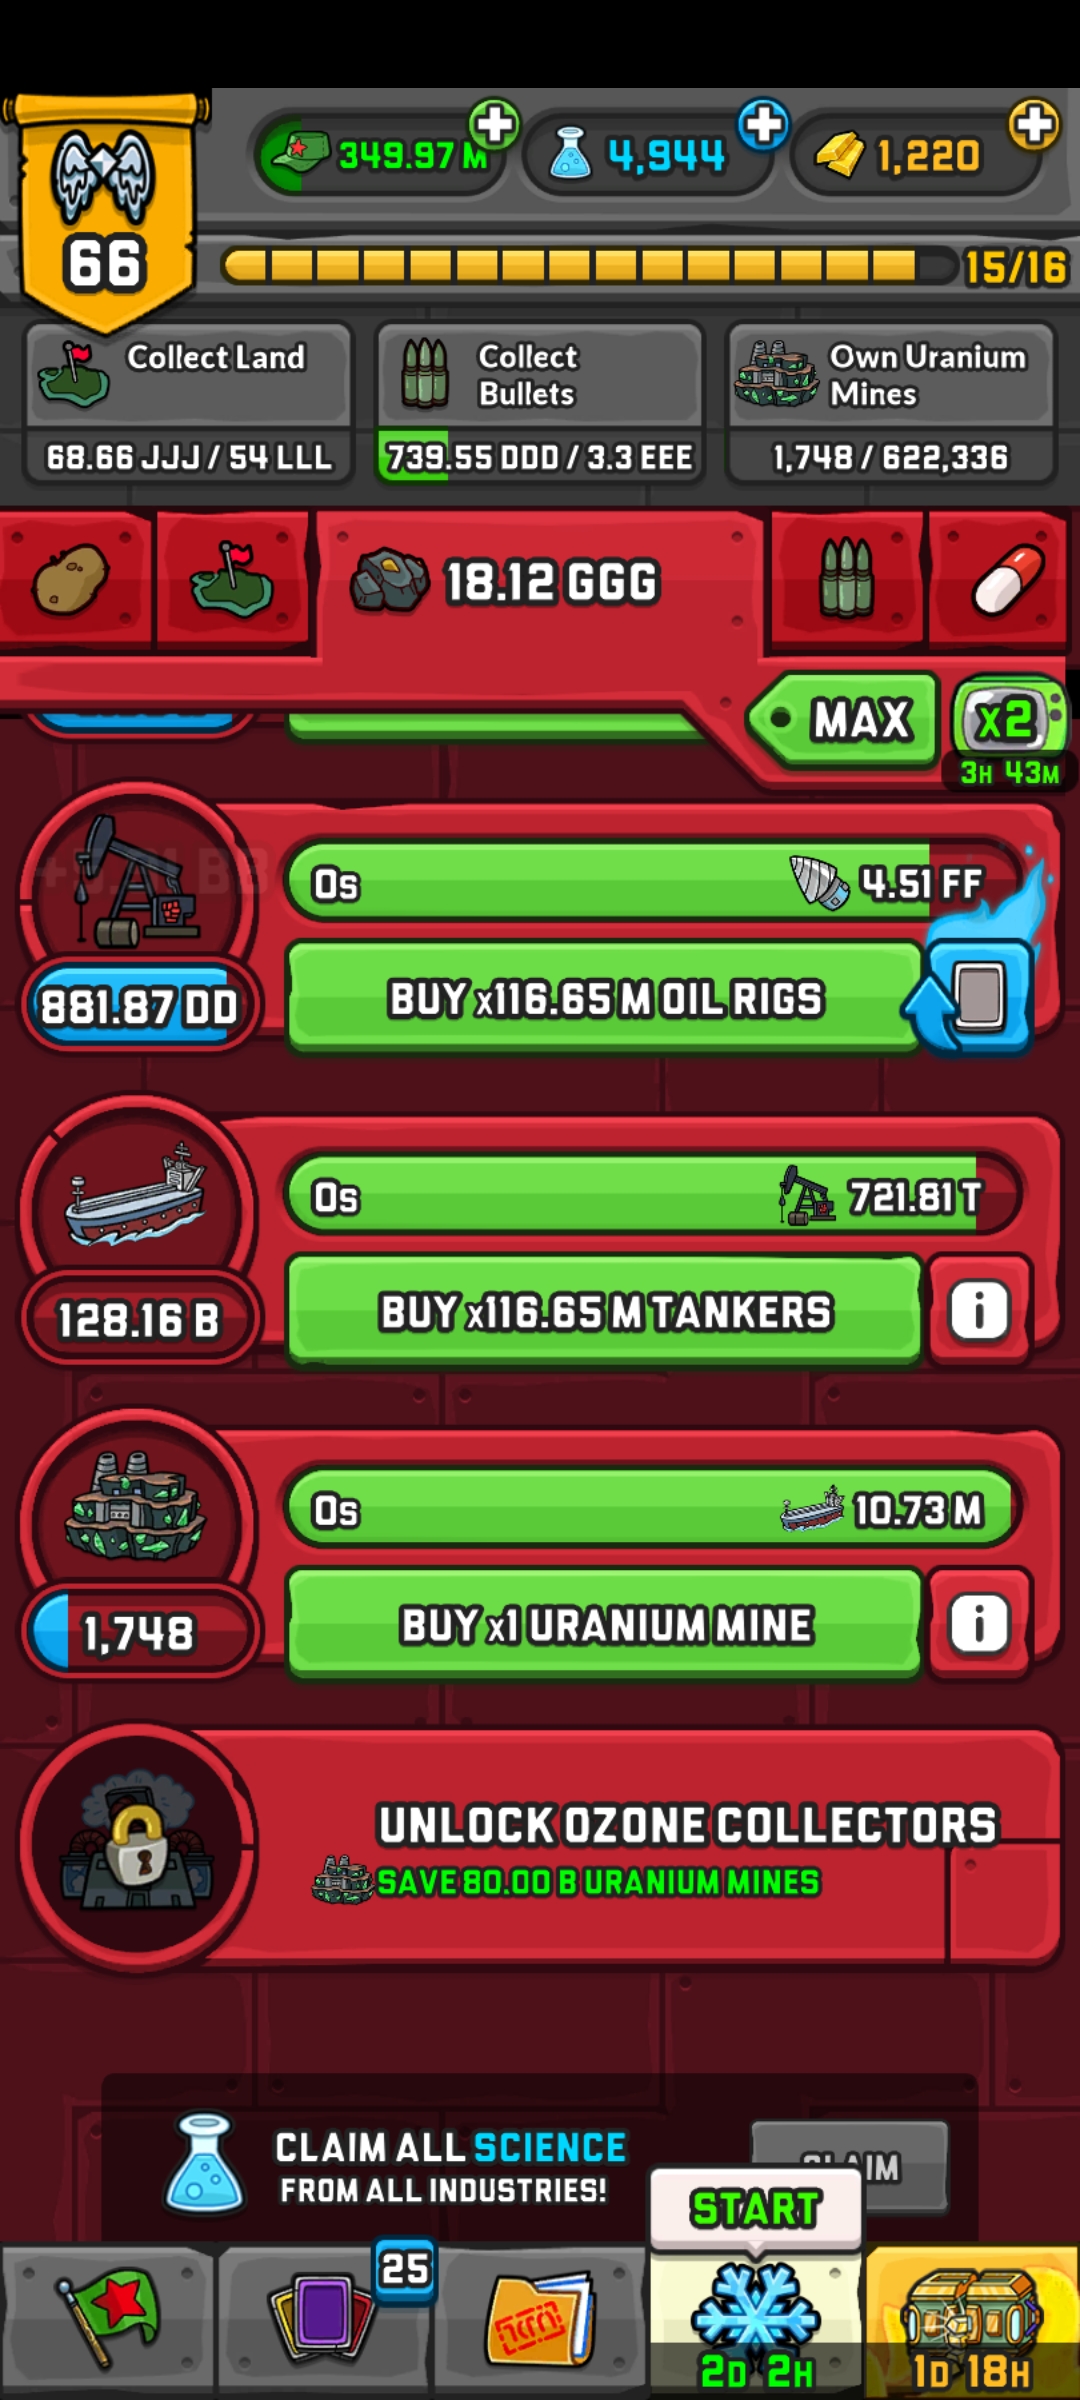 349.97 M
4,944
1,220
66
15/16
Collect Land
68.66 JJJ / 54 LLL
Collect
Bullets
739.55 DDD / 3.3 EEE
Own Uranium
Mines
1,748 / 622,336
18.12 GGG
MAX
x2
3H 43M
0s
4.51 FF
881.87 DD
BUY x116.65 M OIL RIGS
0s
721.81 T
128.16 B
BUY x116.65 M TANKERS
i
0s
10.73 M
1,748
BUY x1 URANIUM MINE
i
UNLOCK OZONE COLLECTORS
SAVE 80.00 B URANIUM MINES
CLAIM ALL SCIENCE
FROM ALL INDUSTRIES!
CLAIM
START
25
2D 2H
1D 18H